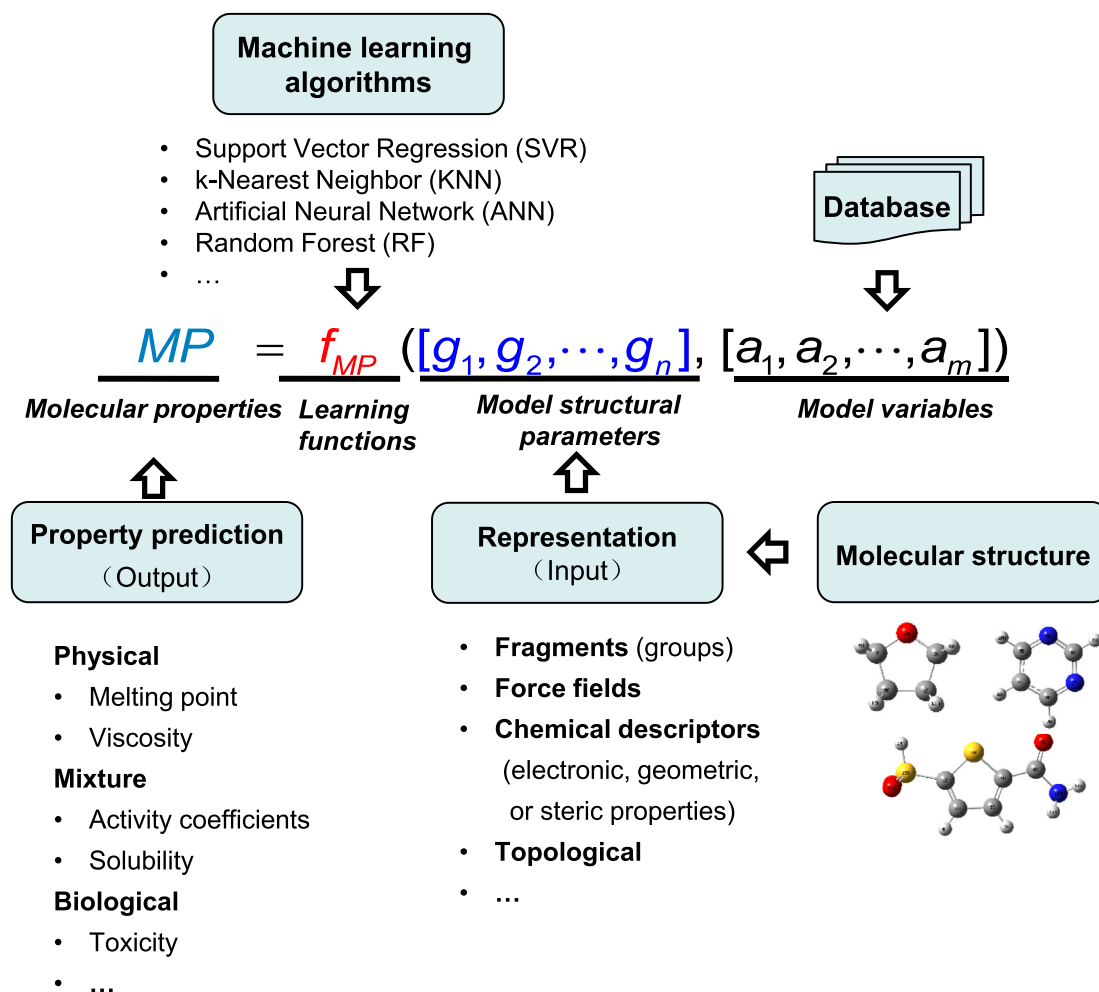 Machine learning
algorithms
• Support Vector Regression (SVR)
• k-Nearest Neighbor (KNN)
• Artificial Neural Network (ANN)
• Random Forest (RF)
• …
Database
MP = f_MP ([g_1, g_2, ⋯, g_n], [a_1, a_2, ⋯, a_m])
Molecular properties
Learning
functions
Model structural
parameters
Model variables
Property prediction
（Output）
Representation
（Input）
Molecular structure
Physical
• Melting point
• Viscosity
Mixture
• Activity coefficients
• Solubility
Biological
• Toxicity
• …
• Fragments (groups)
• Force fields
• Chemical descriptors
(electronic, geometric,
or steric properties)
• Topological
• …